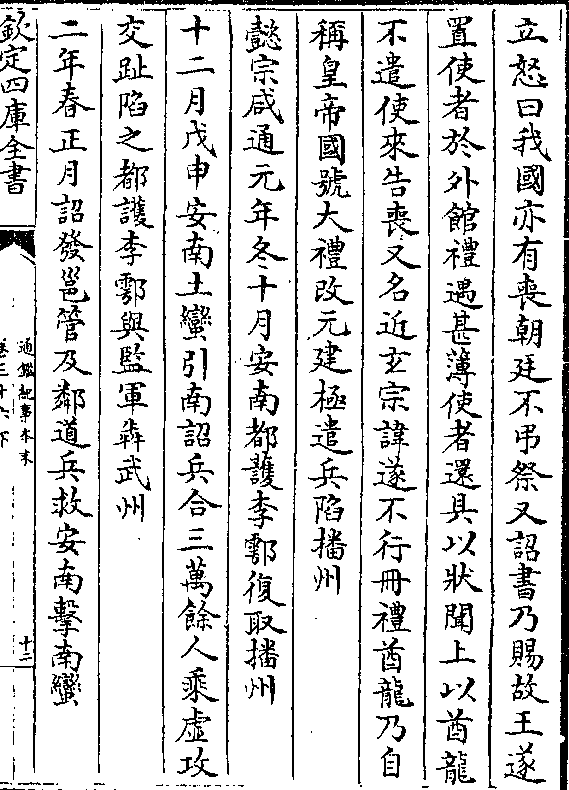 立怒曰我國亦有喪朝廷不弔祭又詔書乃賜故王遂
置使者於外館禮遇甚薄使者還具以狀聞上以酋龍
不遣使來告喪又名近玄宗諱遂不行冊禮酋龍乃自
稱皇帝國號大禮改元建極遣兵陷播州
懿宗咸通元年冬十月安南都護李鄠復取播州
十二月戊申安南土蠻引南詔兵合三萬餘人乘虛攻
交趾陷之都護李鄠與監軍犇武州
二年春正月詔發邕管及鄰道兵救安南擊南蠻
欽定四庫全書
通鑑紀事本末
卷三十六下
十二